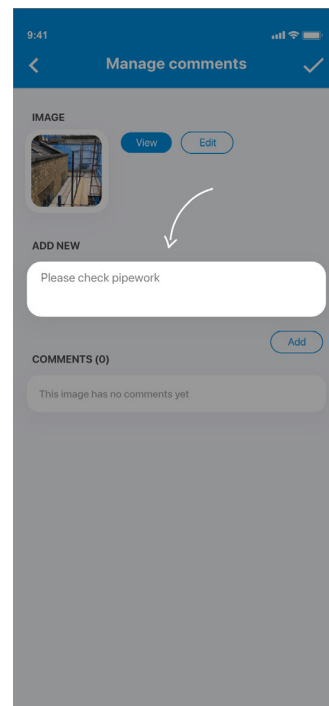 9:41
Manage comments
IMAGE
View
Edit
ADD NEW
Please check pipework
Add
COMMENTS (0)
This image has no comments yet